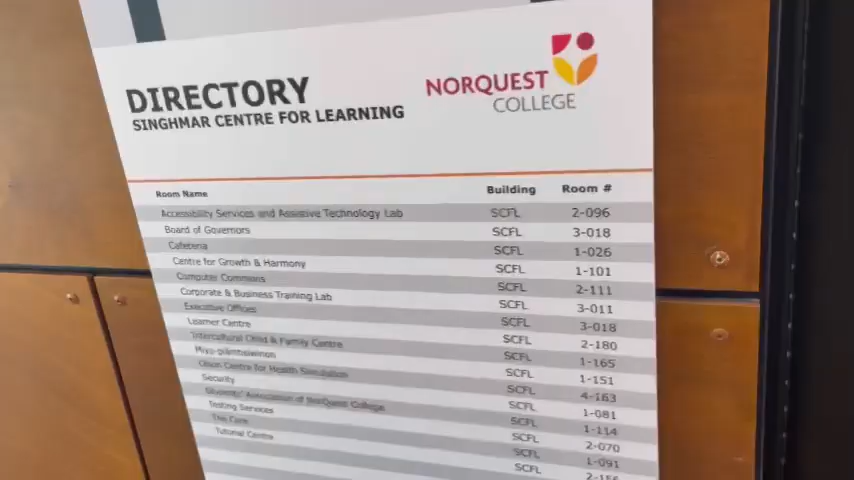 DIRECTORY
SINGHMAR CENTRE FOR LEARNING
NORQUEST
COLLEGE
Room Name Building Room #
Accessibility Services and Assistive Technology Lab SCFL 2-096
Board of Governors SCFL 3-018
Cafeteria SCFL 1-026
Centre for Growth & Harmony SCFL 1-101
Computer Commons SCFL 2-111
Corporate & Business Training Lab SCFL 3-011
Executive Offices SCFL 3-018
Learner Centre SCFL 2-180
Intercultural Child & Family Centre SCFL 1-165
Miyo-pimâtisiwinon SCFL 1-151
Centre for Health Simulation SCFL 4-163
Security SCFL 1-081
Students' Association of NorQuest College SCFL 1-114
Testing Services SCFL 2-070
The Care SCFL 1-091
Tutorial Centre SCFL